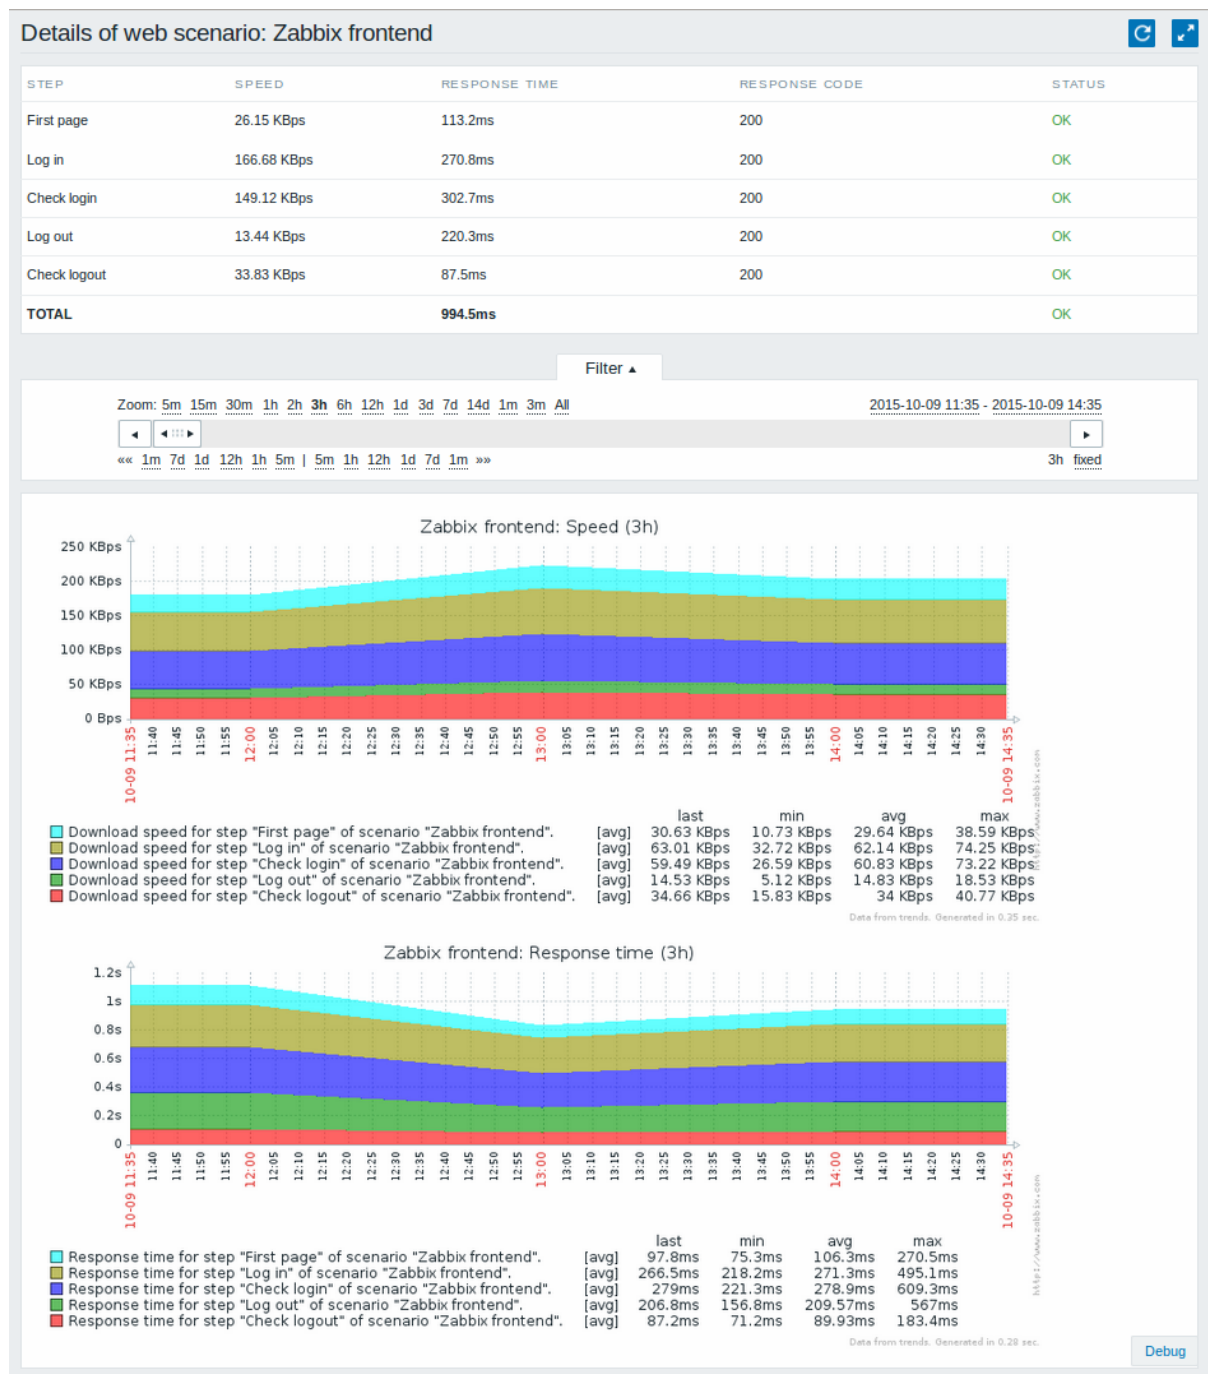 Details of web scenario: Zabbix frontend
STEP SPEED RESPONSE TIME RESPONSE CODE STATUS
First page 26.15 KBps 113.2ms 200 OK
Log in 166.68 KBps 270.8ms 200 OK
Check login 149.12 KBps 302.7ms 200 OK
Log out 13.44 KBps 220.3ms 200 OK
Check logout 33.83 KBps 87.5ms 200 OK
TOTAL 994.5ms OK
Filter ▲
Zoom: 5m 15m 30m 1h 2h 3h 6h 12h 1d 3d 7d 14d 1m 3m All 2015-10-09 11:35 - 2015-10-09 14:35
«« 1m 7d 1d 12h 1h 5m | 5m 1h 12h 1d 7d 1m »» 3h fixed
Zabbix frontend: Speed (3h)
250 KBps
200 KBps
150 KBps
100 KBps
50 KBps
0 Bps
10-09 11:35 11:40 11:45 11:50 11:55 12:00 12:05 12:10 12:15 12:20 12:25 12:30 12:35 12:40 12:45 12:50 12:55 13:00 13:05 13:10 13:15 13:20 13:25 13:30 13:35 13:40 13:45 13:50 13:55 14:00 14:05 14:10 14:15 14:20 14:25 14:30 10-09 14:35
http://www.zabbix.com
last min avg max
Download speed for step "First page" of scenario "Zabbix frontend". [avg] 30.63 KBps 10.73 KBps 29.64 KBps 38.59 KBps
Download speed for step "Log in" of scenario "Zabbix frontend". [avg] 63.01 KBps 32.72 KBps 62.14 KBps 74.25 KBps
Download speed for step "Check login" of scenario "Zabbix frontend". [avg] 59.49 KBps 26.59 KBps 60.83 KBps 73.22 KBps
Download speed for step "Log out" of scenario "Zabbix frontend". [avg] 14.53 KBps 5.12 KBps 14.83 KBps 18.53 KBps
Download speed for step "Check logout" of scenario "Zabbix frontend". [avg] 34.66 KBps 15.83 KBps 34 KBps 40.77 KBps
Data from trends. Generated in 0.35 sec.
Zabbix frontend: Response time (3h)
1.2s
1s
0.8s
0.6s
0.4s
0.2s
0
10-09 11:35 11:40 11:45 11:50 11:55 12:00 12:05 12:10 12:15 12:20 12:25 12:30 12:35 12:40 12:45 12:50 12:55 13:00 13:05 13:10 13:15 13:20 13:25 13:30 13:35 13:40 13:45 13:50 13:55 14:00 14:05 14:10 14:15 14:20 14:25 14:30 10-09 14:35
http://www.zabbix.com
last min avg max
Response time for step "First page" of scenario "Zabbix frontend". [avg] 97.8ms 75.3ms 106.3ms 270.5ms
Response time for step "Log in" of scenario "Zabbix frontend". [avg] 266.5ms 218.2ms 271.3ms 495.1ms
Response time for step "Check login" of scenario "Zabbix frontend". [avg] 279ms 221.3ms 278.9ms 609.3ms
Response time for step "Log out" of scenario "Zabbix frontend". [avg] 206.8ms 156.8ms 209.57ms 567ms
Response time for step "Check logout" of scenario "Zabbix frontend". [avg] 87.2ms 71.2ms 89.93ms 183.4ms
Data from trends. Generated in 0.28 sec.
Debug